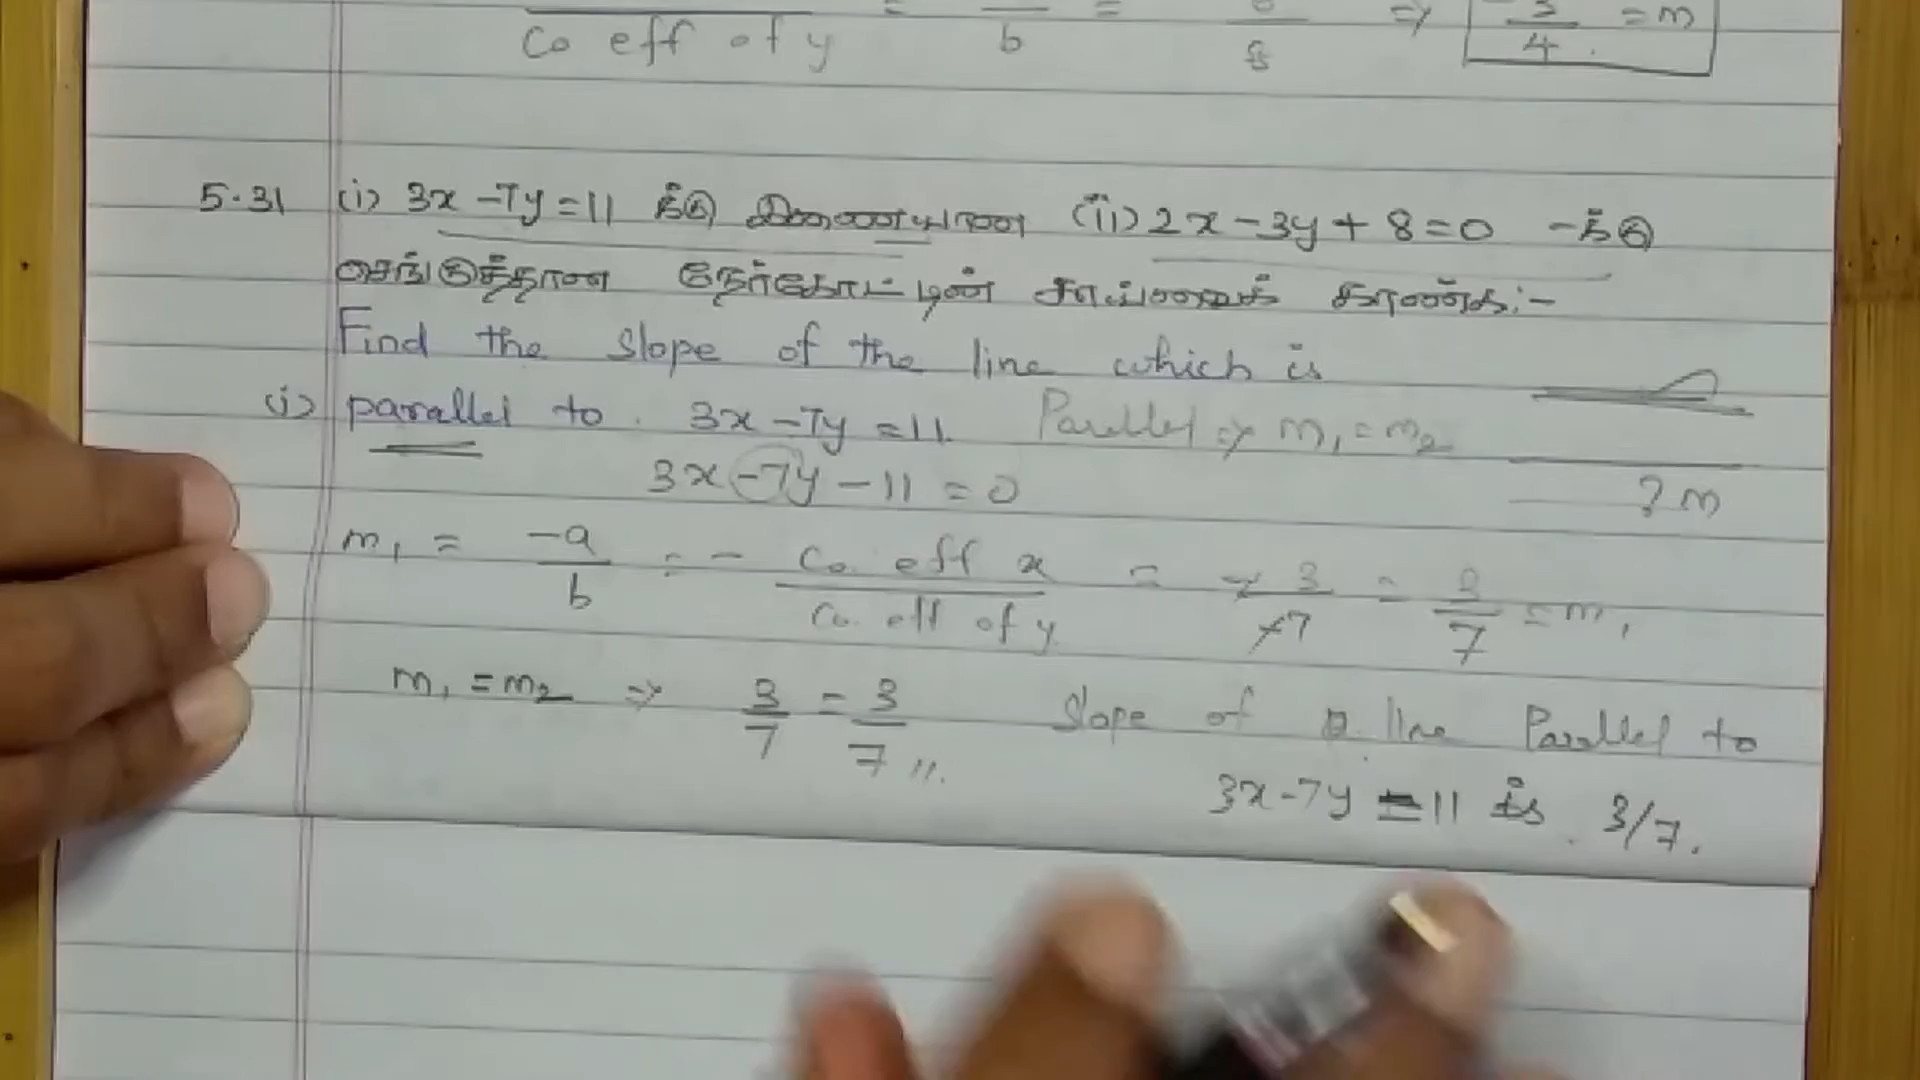 Co eff of y = b = 8 ⇒ 3/4 = m
5.31 (i) 3x - 7y = 11 க்கு இணையான (ii) 2x - 3y + 8 = 0 - க்கு
செங்குத்தான நேர்கோட்டின் சாய்வைக் காண்க:-
Find the slope of the line which is
(i) parallel to 3x - 7y = 11. Parallel ⇒ m₁ = m₂
3x - 7y - 11 = 0 ? m
m₁ = -a/b = - Co. eff x / Co. eff of y = -3/-7 = 3/7 = m₁
m₁ = m₂ ⇒ 3/7 = 3/7 //. Slope of a line Parallel to
3x - 7y = 11 is 3/7.